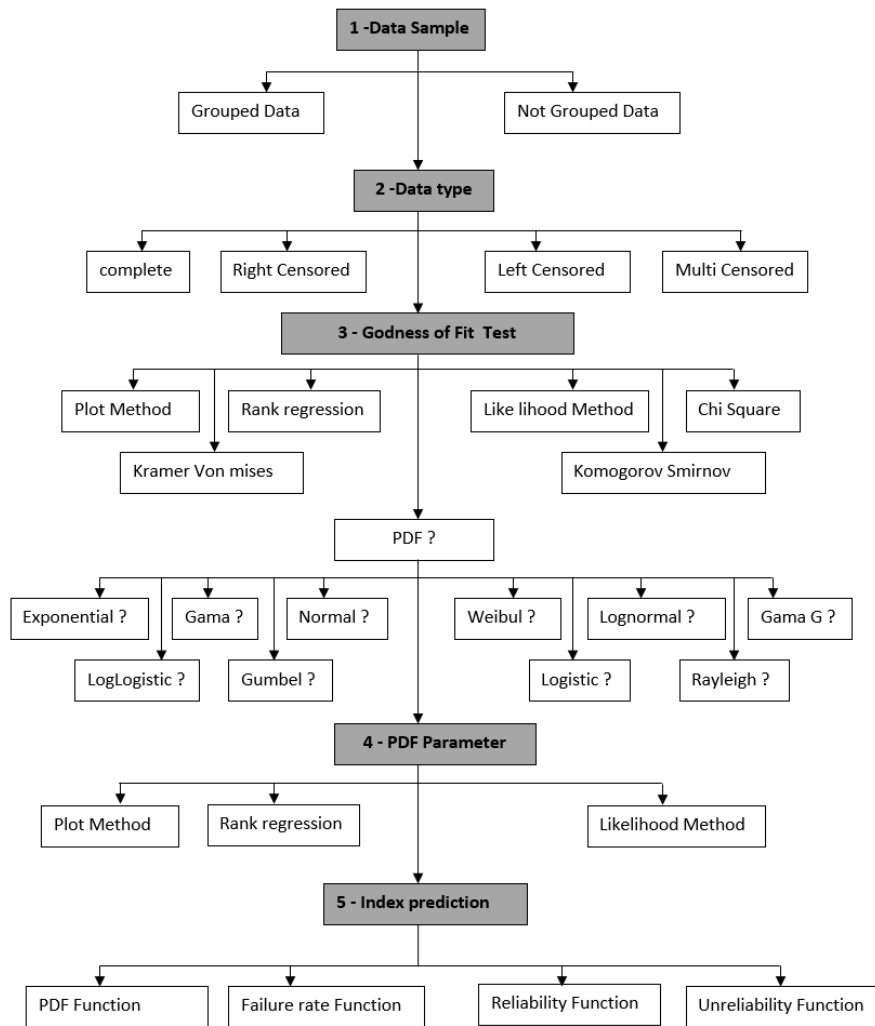 1 -Data Sample
Grouped Data
Not Grouped Data
2 -Data type
complete
Right Censored
Left Censored
Multi Censored
3 - Godness of Fit Test
Plot Method
Rank regression
Like lihood Method
Chi Square
Kramer Von mises
Komogorov Smirnov
PDF ?
Exponential ?
Gama ?
Normal ?
Weibul ?
Lognormal ?
Gama G ?
LogLogistic ?
Gumbel ?
Logistic ?
Rayleigh ?
4 - PDF Parameter
Plot Method
Rank regression
Likelihood Method
5 - Index prediction
PDF Function
Failure rate Function
Reliability Function
Unreliability Function